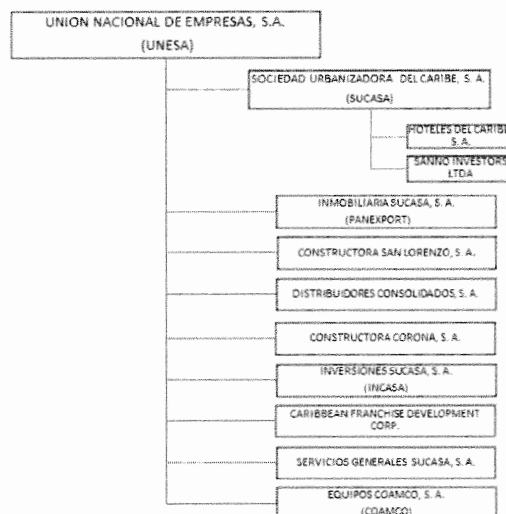 UNION NACIONAL DE EMPRESAS, S.A.
(UNESA)
SOCIEDAD URBANIZADORA DEL CARIBE, S. A.
(SUCASA)
HOTELES DEL CARIBE
S. A.
SANNO INVESTORS
LTDA
INMOBILIARIA SUCASA, S. A.
(PANEXPORT)
CONSTRUCTORA SAN LORENZO, S. A.
DISTRIBUIDORES CONSOLIDADOS, S. A.
CONSTRUCTORA CORONA, S. A.
INVERSIONES SUCASA, S. A.
(INCASA)
CARIBBEAN FRANCHISE DEVELOPMENT
CORP.
SERVICIOS GENERALES SUCASA, S. A.
EQUIPOS COAMCO, S. A.
(COAMCO)